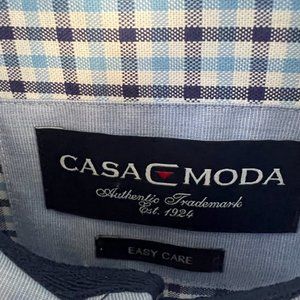 CASA MODA
Authentic Trademark
Est. 1924
EASY CARE